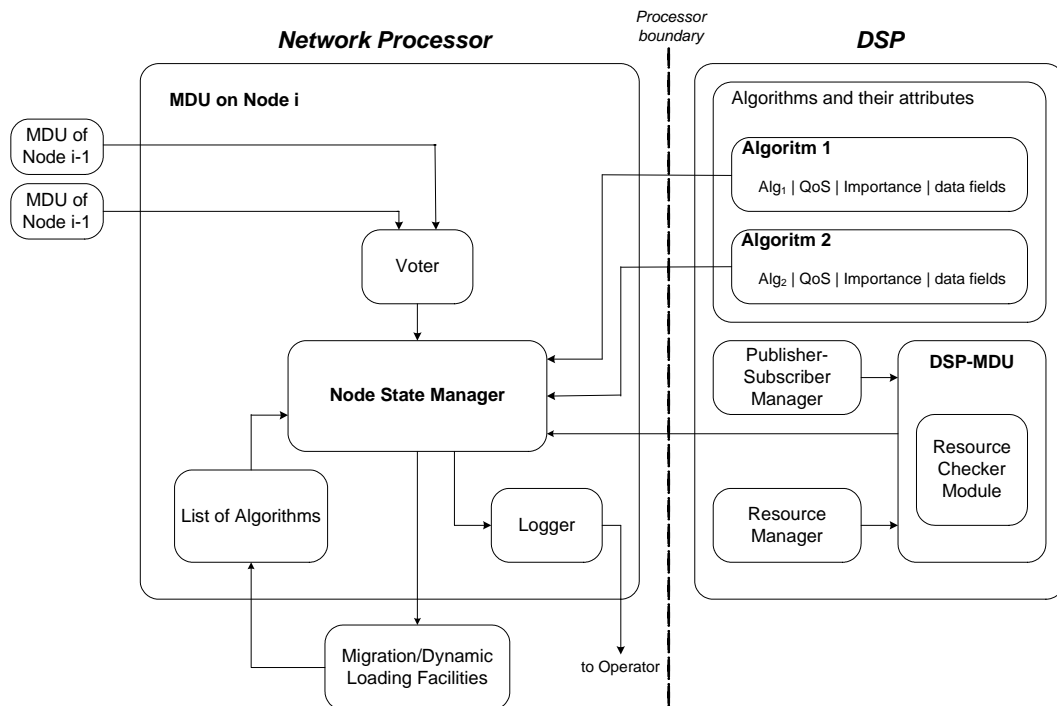 Processor
boundary
Network Processor
DSP
MDU on Node i
MDU of
Node i-1
MDU of
Node i-1
Voter
Node State Manager
List of Algorithms
Logger
Migration/Dynamic
Loading Facilities
to Operator
Algorithms and their attributes
Algoritm 1
Alg₁ | QoS | Importance | data fields
Algoritm 2
Alg₂ | QoS | Importance | data fields
Publisher-
Subscriber
Manager
DSP-MDU
Resource
Checker
Module
Resource
Manager